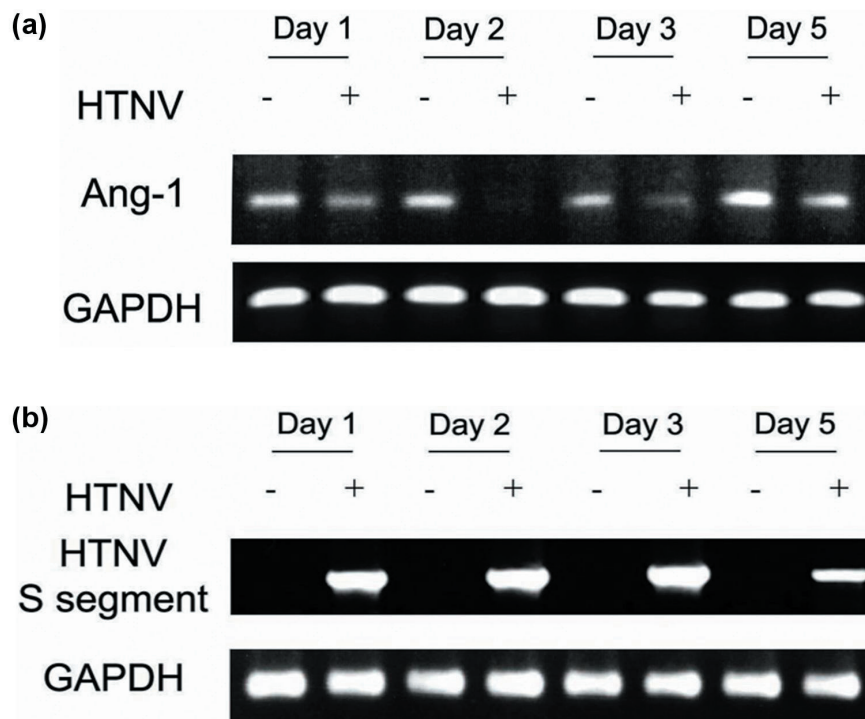 (a)
Day 1 Day 2 Day 3 Day 5
HTNV - + - + - + - +
Ang-1
GAPDH
(b)
Day 1 Day 2 Day 3 Day 5
HTNV - + - + - + - +
HTNV
S segment
GAPDH